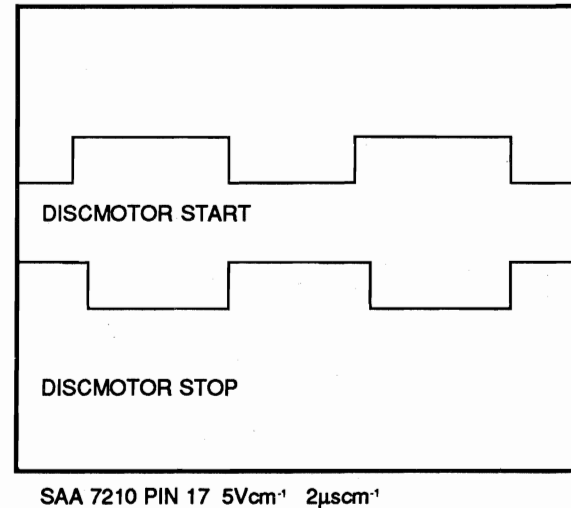 DISCMOTOR START
DISCMOTOR STOP
SAA 7210 PIN 17 5Vcm⁻¹ 2µscm⁻¹